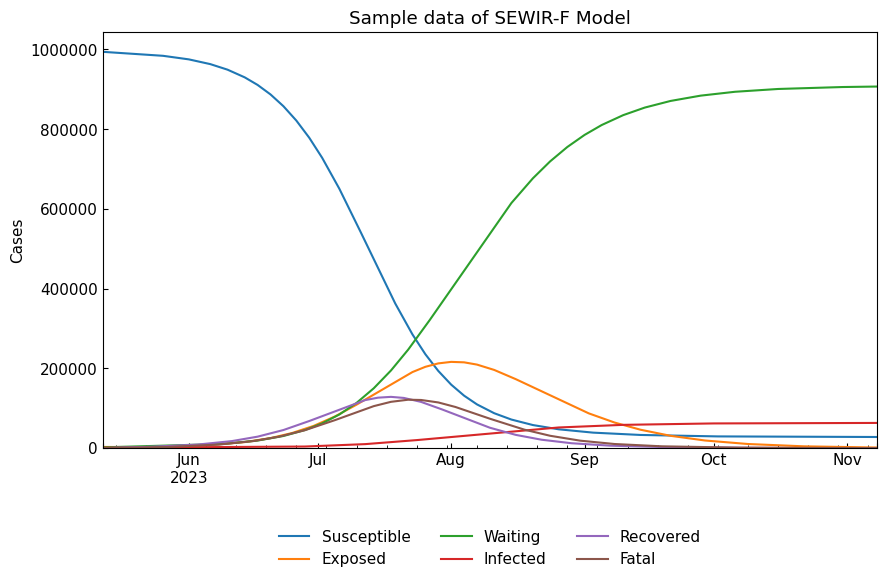 Sample data of SEWIR-F Model
Cases
1000000
800000
600000
400000
200000
0
Jun Jul Aug Sep Oct Nov
2023
Susceptible Waiting Recovered
Exposed Infected Fatal